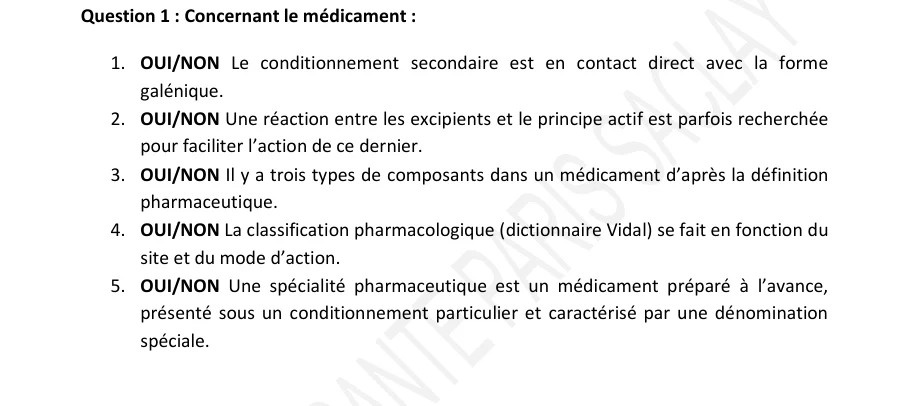 Question 1 : Concernant le médicament :
1. OUI/NON Le conditionnement secondaire est en contact direct avec la forme
galénique.
2. OUI/NON Une réaction entre les excipients et le principe actif est parfois recherchée
pour faciliter l’action de ce dernier.
3. OUI/NON Il y a trois types de composants dans un médicament d’après la définition
pharmaceutique.
4. OUI/NON La classification pharmacologique (dictionnaire Vidal) se fait en fonction du
site et du mode d’action.
5. OUI/NON Une spécialité pharmaceutique est un médicament préparé à l’avance,
présenté sous un conditionnement particulier et caractérisé par une dénomination
spéciale.
ANTE PARIS SACLAY